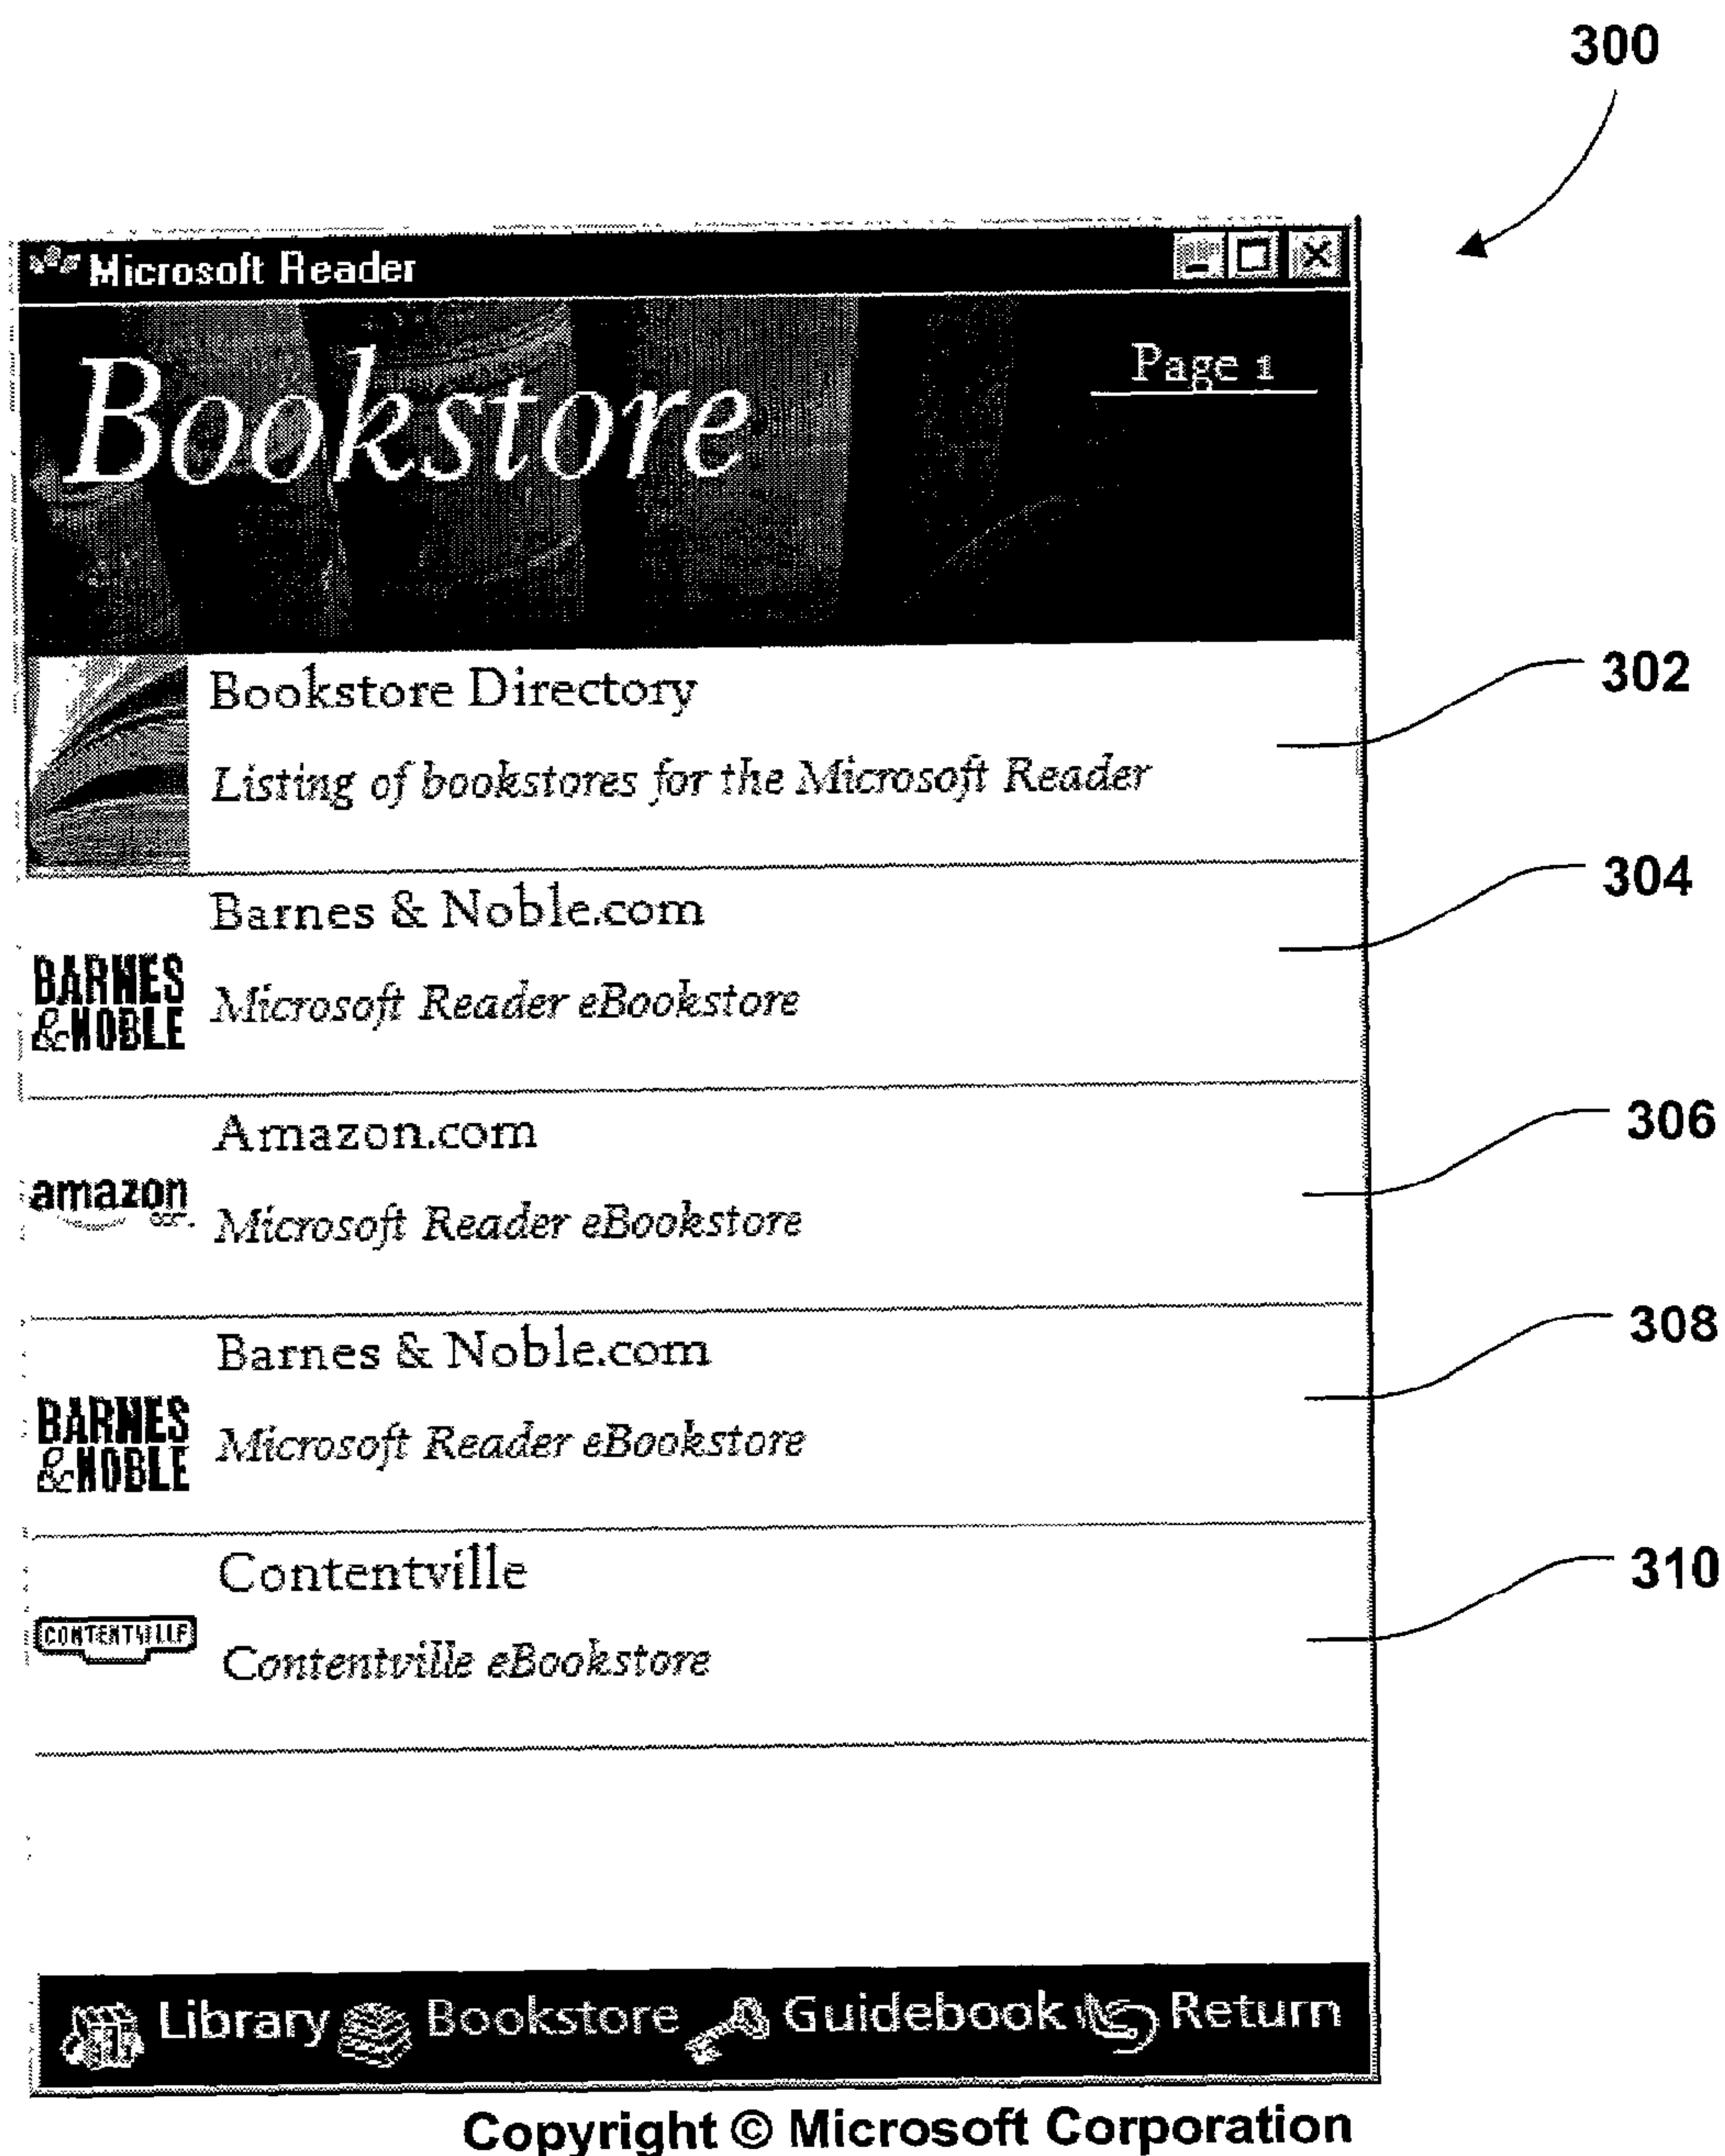 300
Microsoft Reader
Bookstore
Page 1
302
Bookstore Directory
Listing of bookstores for the Microsoft Reader
304
Barnes & Noble.com
BARNES
&NOBLE
Microsoft Reader eBookstore
306
Amazon.com
amazon
Microsoft Reader eBookstore
308
Barnes & Noble.com
BARNES
&NOBLE
Microsoft Reader eBookstore
310
Contentville
CONTENTVILLE
Contentville eBookstore
Library Bookstore Guidebook Return
Copyright © Microsoft Corporation